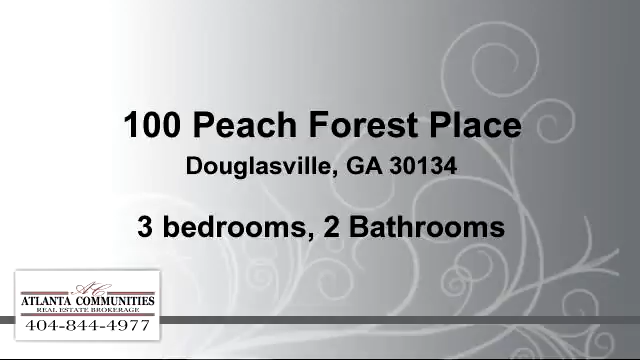 100 Peach Forest Place
Douglasville, GA 30134
3 bedrooms, 2 Bathrooms
AC
ATLANTA COMMUNITIES
REAL ESTATE BROKERAGE
404-844-4977